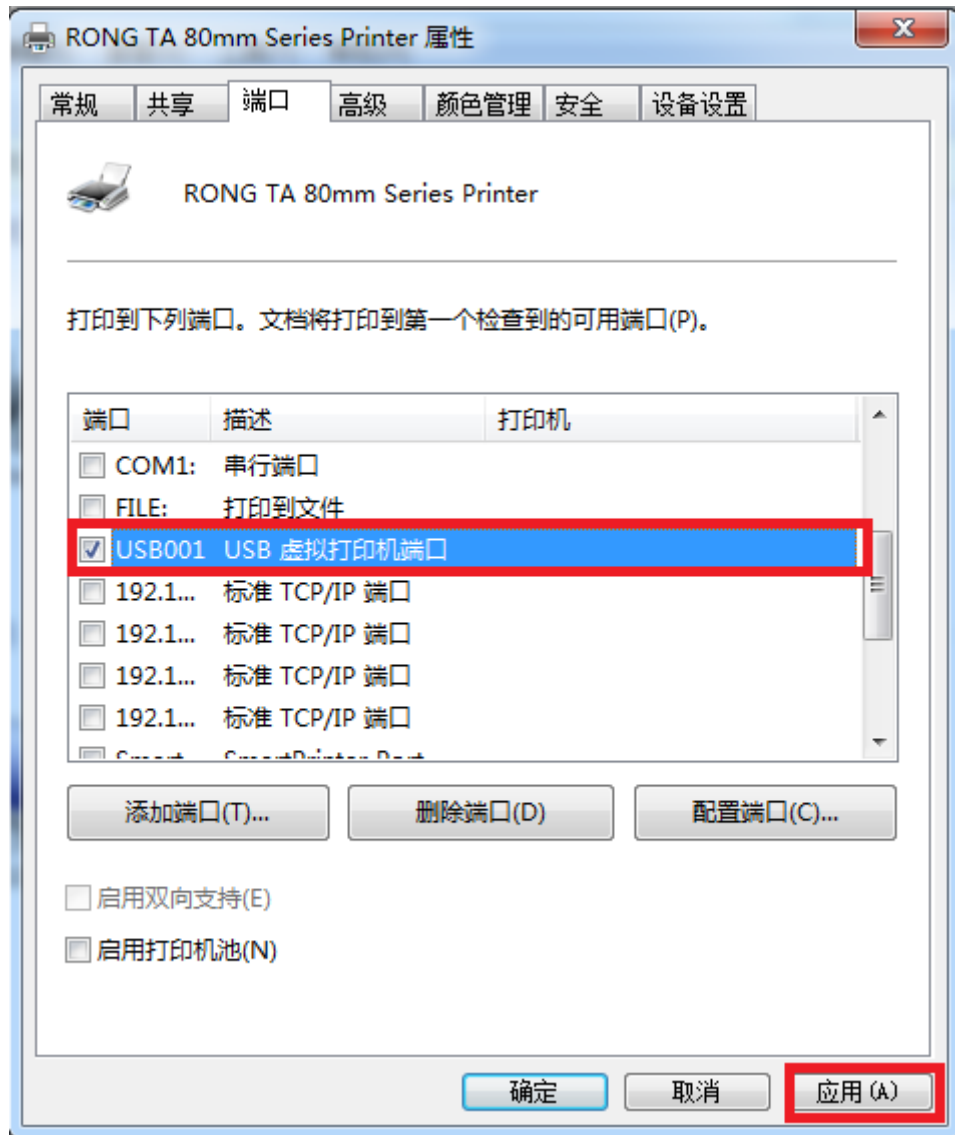 RONG TA 80mm Series Printer 属性
常规 共享 端口 高级 颜色管理 安全 设备设置
RONG TA 80mm Series Printer
打印到下列端口。文档将打印到第一个检查到的可用端口(P)。
端口 描述 打印机
COM1: 串行端口
FILE: 打印到文件
USB001 USB 虚拟打印机端口
192.1... 标准 TCP/IP 端口
192.1... 标准 TCP/IP 端口
192.1... 标准 TCP/IP 端口
192.1... 标准 TCP/IP 端口
Smart SmartPrinter Port
添加端口(T)... 删除端口(D) 配置端口(C)...
启用双向支持(E)
启用打印机池(N)
确定 取消 应用(A)